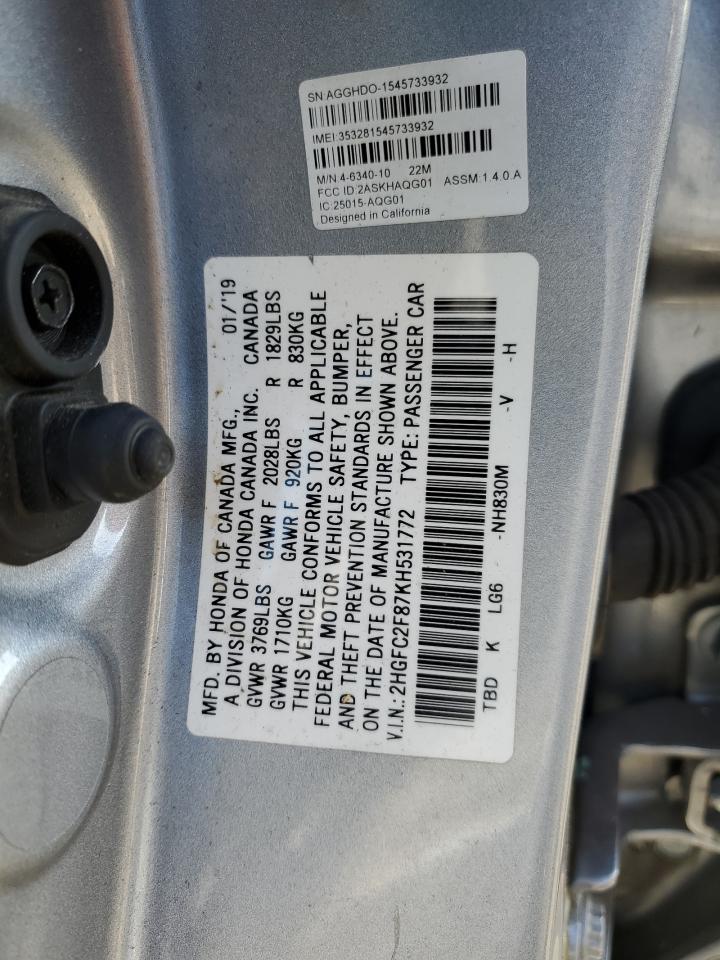 SN:AGGHDO-1545733932
IMEI:353281545733932
M/N:4-6340-10 22M
FCC ID:2ASKHAQG01 ASSM:1.4.0.A
IC:25015-AQG01
Designed in California
MFD. BY HONDA OF CANADA MFG., 01/'19
A DIVISION OF HONDA CANADA INC. CANADA
GVWR 3769LBS GAWR F 2028LBS R 1829LBS
GVWR 1710KG GAWR F 920KG R 830KG
THIS VEHICLE CONFORMS TO ALL APPLICABLE
FEDERAL MOTOR VEHICLE SAFETY, BUMPER,
AND THEFT PREVENTION STANDARDS IN EFFECT
ON THE DATE OF MANUFACTURE SHOWN ABOVE.
V.I.N.: 2HGFC2F87KH531772 TYPE: PASSENGER CAR
TBD K LG6 -NH830M -V -H